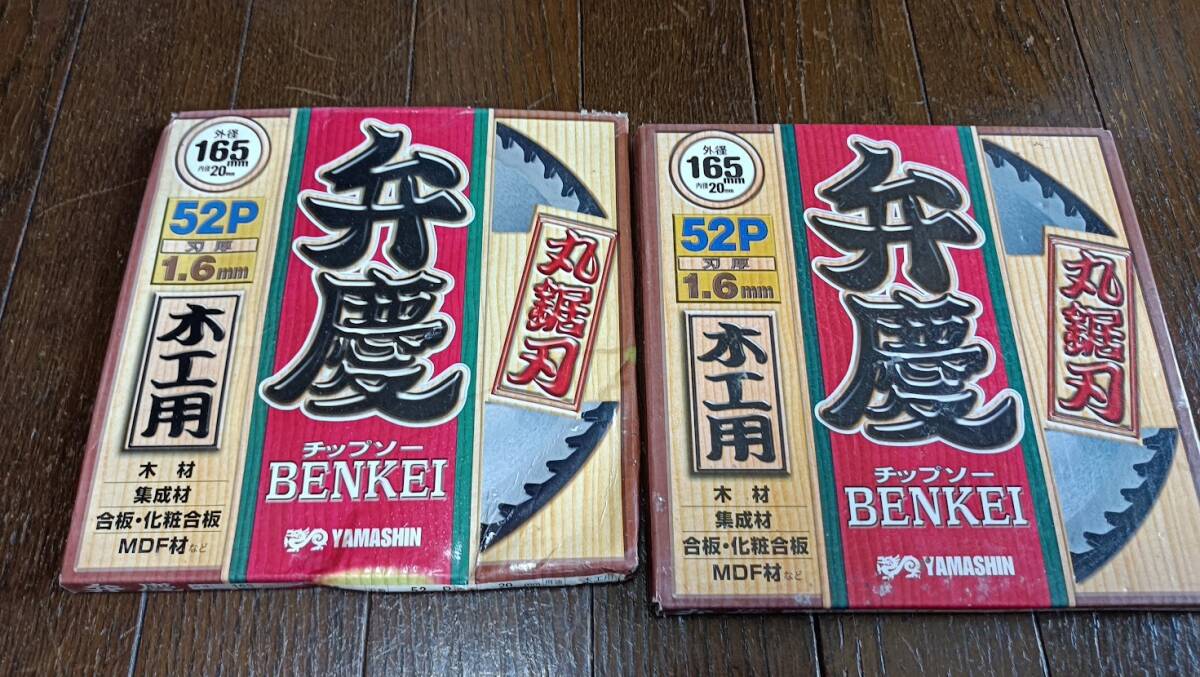 外径
165mm
内径20mm
52P
刃厚
1.6mm
木工用
木材
集成材
合板・化粧合板
MDF材など
弁慶
チップソー
BENKEI
YAMASHIN
丸鋸刃
外径
165mm
内径20mm
52P
刃厚
1.6mm
木工用
木材
集成材
合板・化粧合板
MDF材など
弁慶
チップソー
BENKEI
YAMASHIN
丸鋸刃